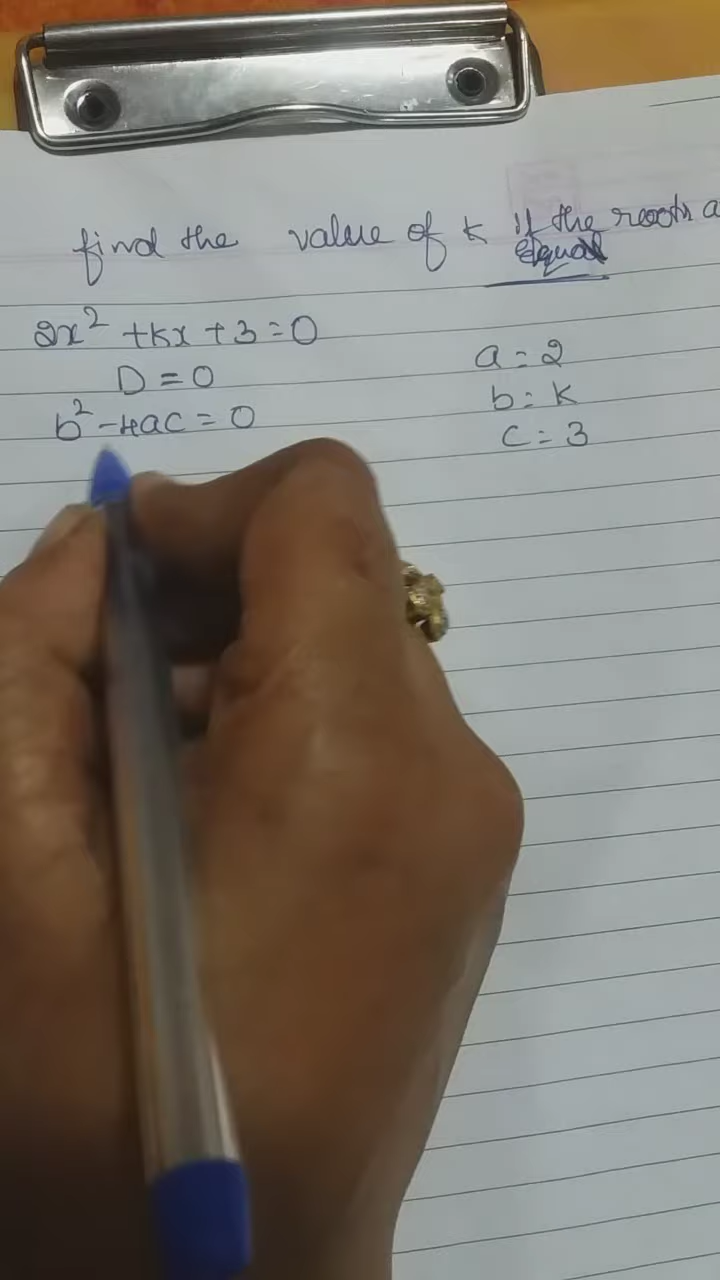 find the value of k if the roots a
equal
2x² + kx + 3 = 0
D = 0
b² - 4ac = 0
a = 2
b = k
c = 3